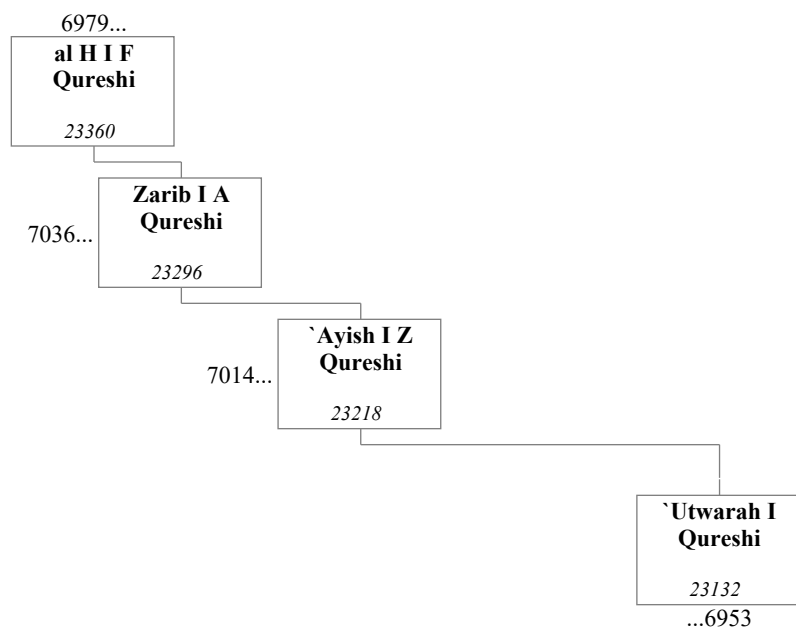 6979...
al H I F
Qureshi
23360
Zarib I A
Qureshi
7036...
23296
`Ayish I Z
Qureshi
7014...
23218
`Utwarah I
Qureshi
23132
...6953